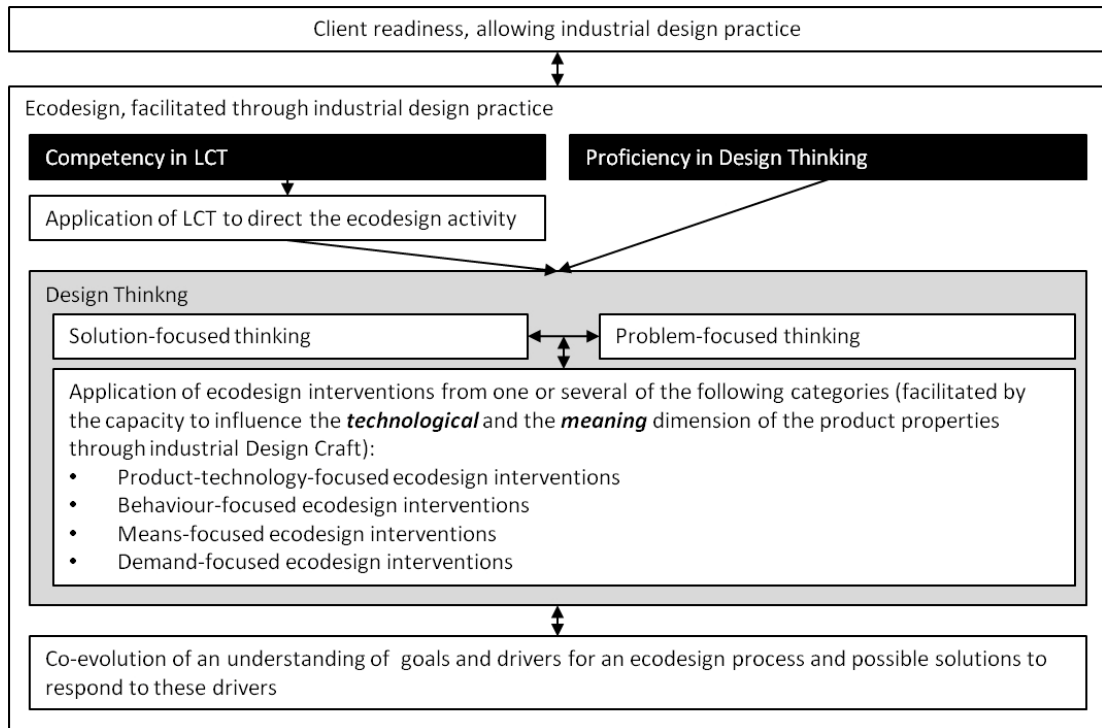 Client readiness, allowing industrial design practice
Ecodesign, facilitated through industrial design practice
Competency in LCT
Proficiency in Design Thinking
Application of LCT to direct the ecodesign activity
Design Thinkng
Solution-focused thinking
Problem-focused thinking
Application of ecodesign interventions from one or several of the following categories (facilitated by
the capacity to influence the technological and the meaning dimension of the product properties
through industrial Design Craft):
• Product-technology-focused ecodesign interventions
• Behaviour-focused ecodesign interventions
• Means-focused ecodesign interventions
• Demand-focused ecodesign interventions
Co-evolution of an understanding of goals and drivers for an ecodesign process and possible solutions to
respond to these drivers